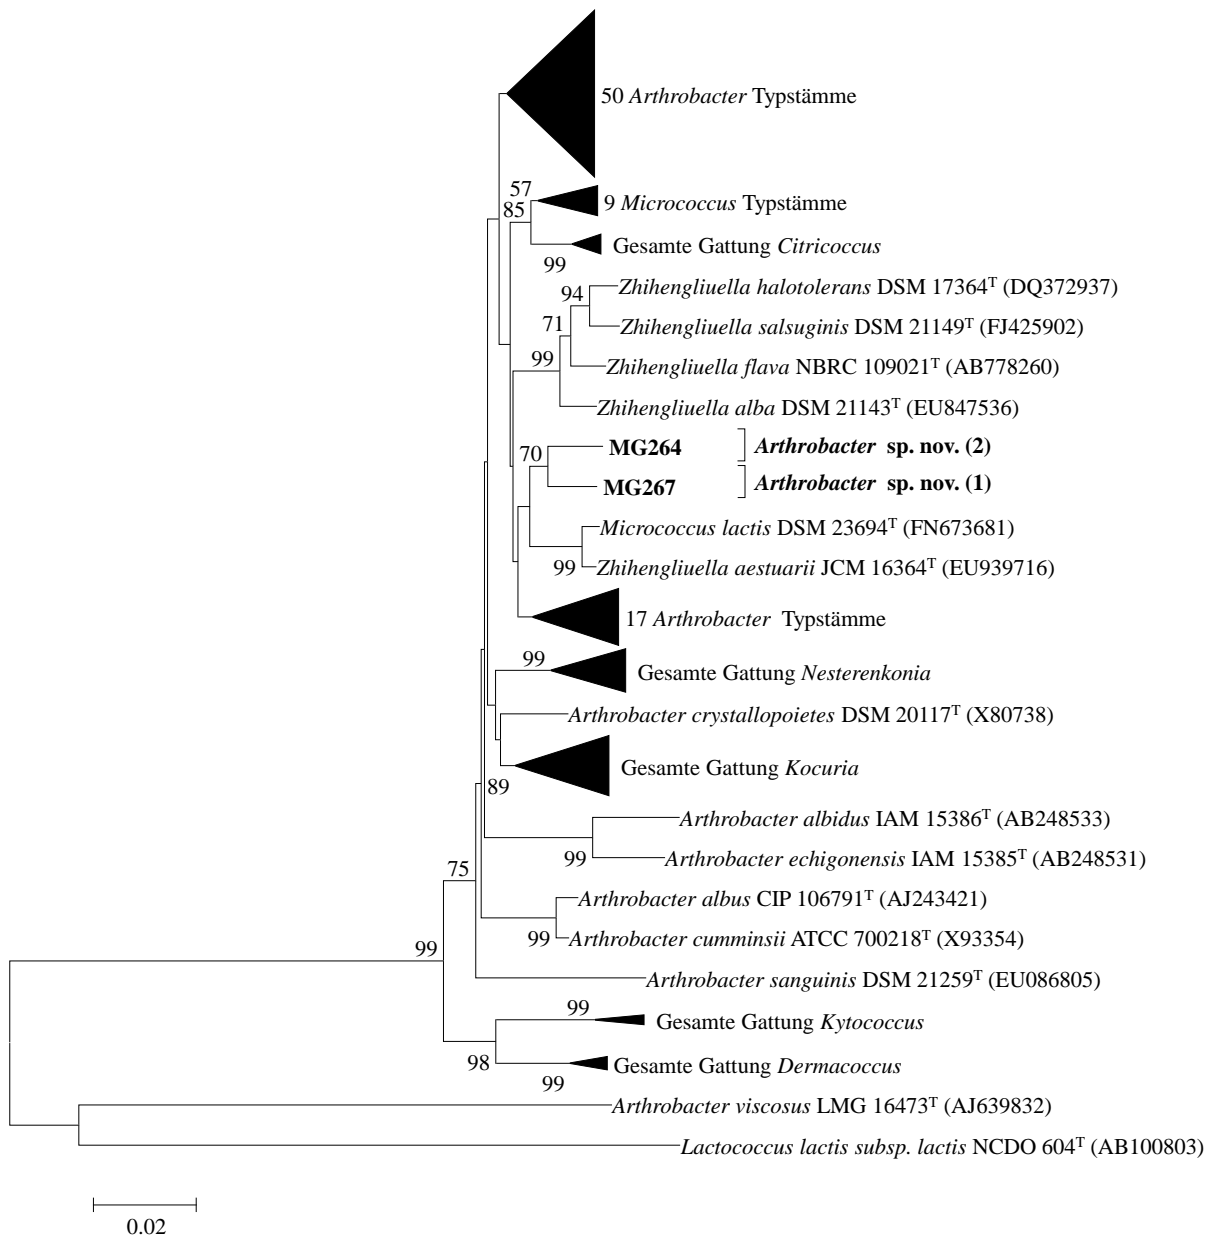 50 Arthrobacter Typstämme
57
9 Micrococcus Typstämme
85
Gesamte Gattung Citricoccus
99
Zhihengliuella halotolerans DSM 17364ᵀ (DQ372937)
94
71
Zhihengliuella salsuginis DSM 21149ᵀ (FJ425902)
99
Zhihengliuella flava NBRC 109021ᵀ (AB778260)
Zhihengliuella alba DSM 21143ᵀ (EU847536)
70
MG264 Arthrobacter sp. nov. (2)
MG267 Arthrobacter sp. nov. (1)
Micrococcus lactis DSM 23694ᵀ (FN673681)
99
Zhihengliuella aestuarii JCM 16364ᵀ (EU939716)
17 Arthrobacter Typstämme
99
Gesamte Gattung Nesterenkonia
Arthrobacter crystallopoietes DSM 20117ᵀ (X80738)
Gesamte Gattung Kocuria
89
Arthrobacter albidus IAM 15386ᵀ (AB248533)
99
Arthrobacter echigonensis IAM 15385ᵀ (AB248531)
75
Arthrobacter albus CIP 106791ᵀ (AJ243421)
99
Arthrobacter cumminsii ATCC 700218ᵀ (X93354)
99
Arthrobacter sanguinis DSM 21259ᵀ (EU086805)
99
Gesamte Gattung Kytococcus
98
Gesamte Gattung Dermacoccus
99
Arthrobacter viscosus LMG 16473ᵀ (AJ639832)
Lactococcus lactis subsp. lactis NCDO 604ᵀ (AB100803)
0.02